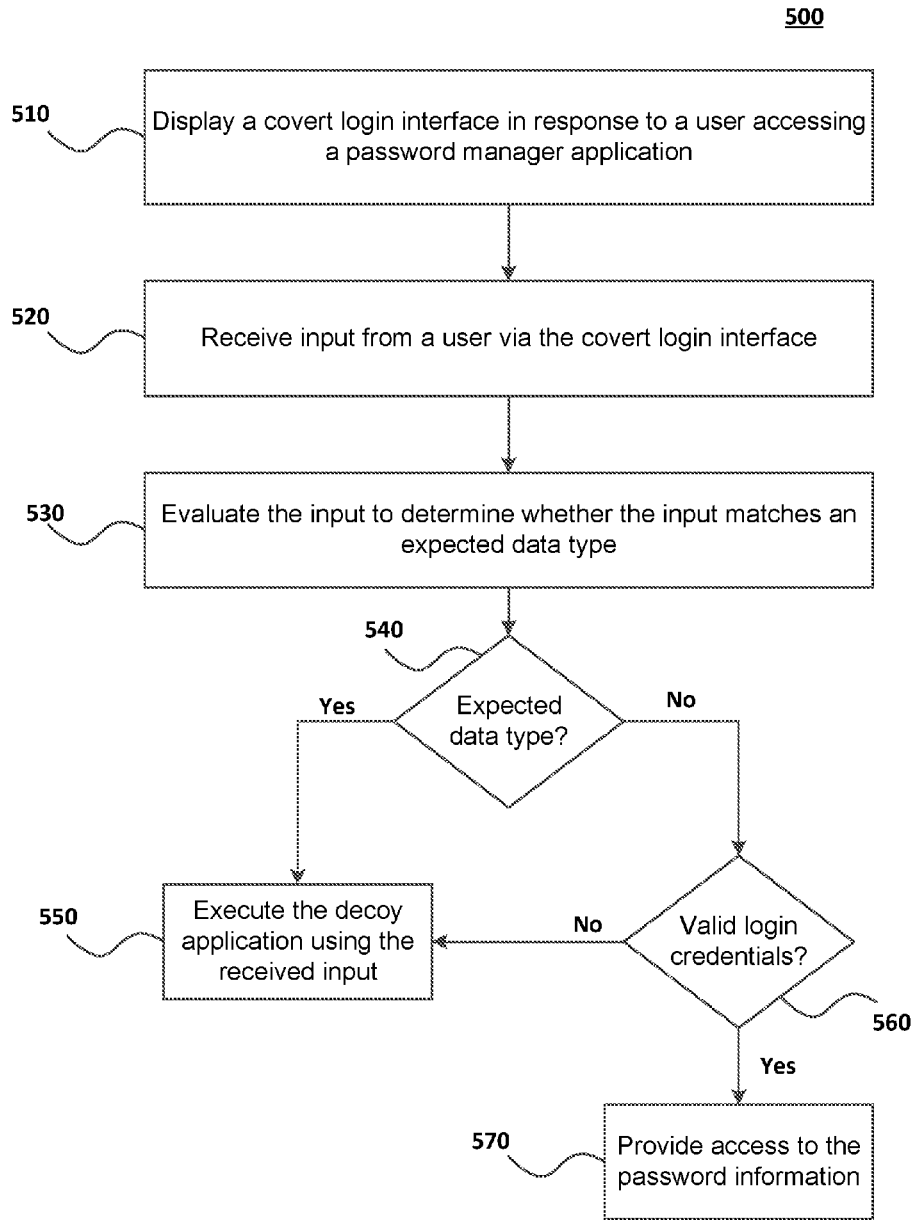 500
510
Display a covert login interface in response to a user accessing
a password manager application
520
Receive input from a user via the covert login interface
530
Evaluate the input to determine whether the input matches an
expected data type
540
Yes
Expected
data type?
No
550
Execute the decoy
application using the
received input
No
Valid login
credentials?
560
Yes
570
Provide access to the
password information